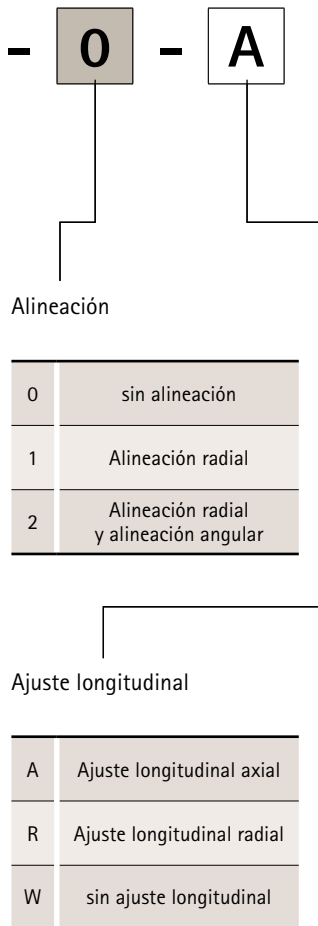 - 0 - A
Alineación
0 sin alineación
1 Alineación radial
2 Alineación radial
y alineación angular
Ajuste longitudinal
A Ajuste longitudinal axial
R Ajuste longitudinal radial
W sin ajuste longitudinal